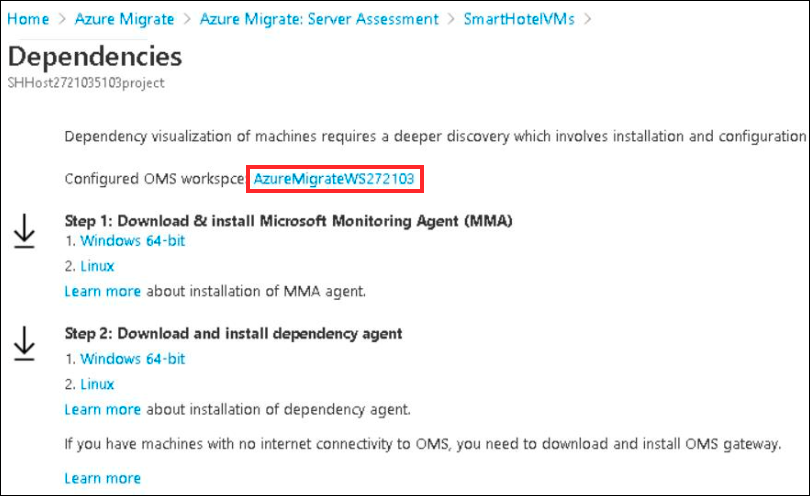 Home > Azure Migrate > Azure Migrate: Server Assessment > SmartHotelVMs >
Dependencies
SHHost2721035103project
Dependency visualization of machines requires a deeper discovery which involves installation and configuration
Configured OMS workspce AzureMigrateWS272103
Step 1: Download & install Microsoft Monitoring Agent (MMA)
1. Windows 64-bit
2. Linux
Learn more about installation of MMA agent.
Step 2: Download and install dependency agent
1. Windows 64-bit
2. Linux
Learn more about installation of dependency agent.
If you have machines with no internet connectivity to OMS, you need to download and install OMS gateway.
Learn more